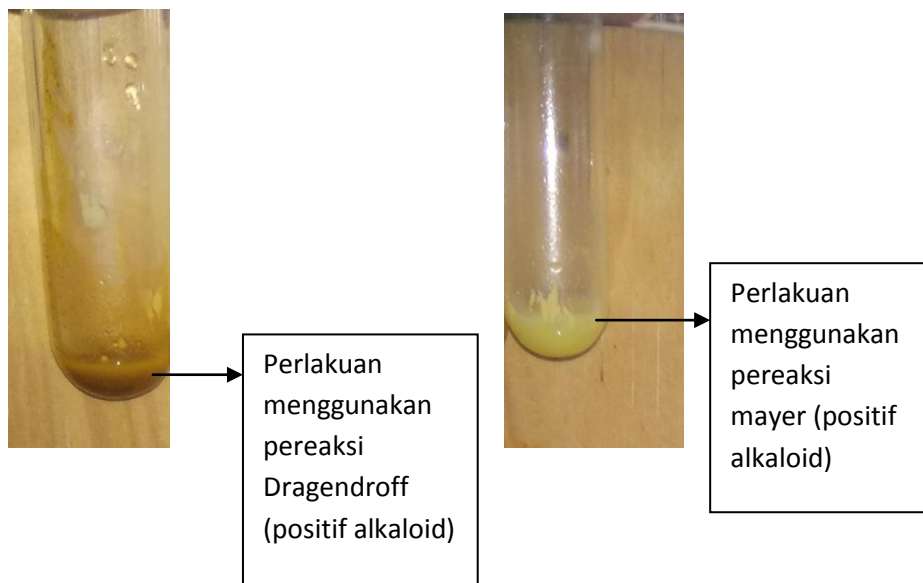 Perlakuan
menggunakan
pereaksi
Dragendroff
(positif alkaloid)
Perlakuan
menggunakan
pereaksi
mayer (positif
alkaloid)